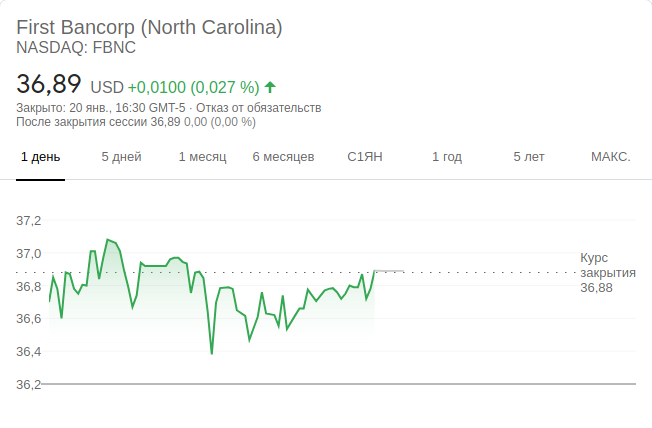 First Bancorp (North Carolina)
NASDAQ: FBNC
36,89 USD +0,0100 (0,027 %)
Закрыто: 20 янв., 16:30 GMT-5 · Отказ от обязательств
После закрытия сессии 36,89 0,00 (0,00 %)
1 день 5 дней 1 месяц 6 месяцев С1ЯН 1 год 5 лет МАКС.
37,2
37,0
36,8
36,6
36,4
36,2
Курс
закрытия
36,88